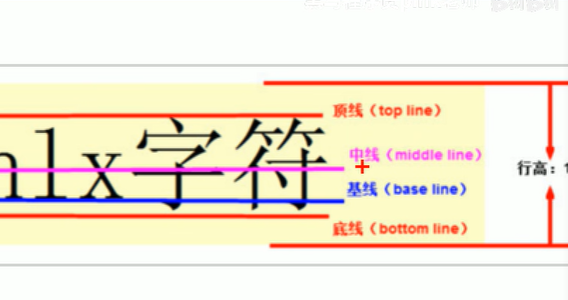 顶线（top line）
中线（middle line）
lx字符
行高：1
基线（base line）
底线（bottom line）